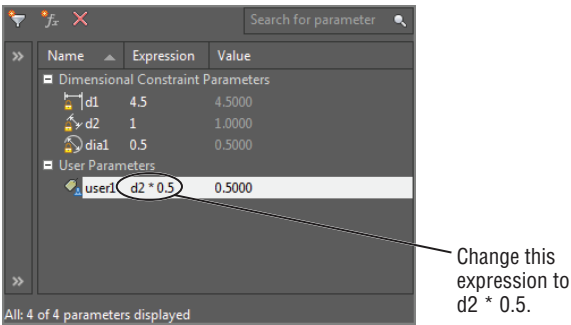 fx
Search for parameter
Name Expression Value
Dimensional Constraint Parameters
d1 4.5 4.5000
d2 1 1.0000
dia1 0.5 0.5000
User Parameters
user1 d2 * 0.5 0.5000
Change this
expression to
d2 * 0.5.
All: 4 of 4 parameters displayed